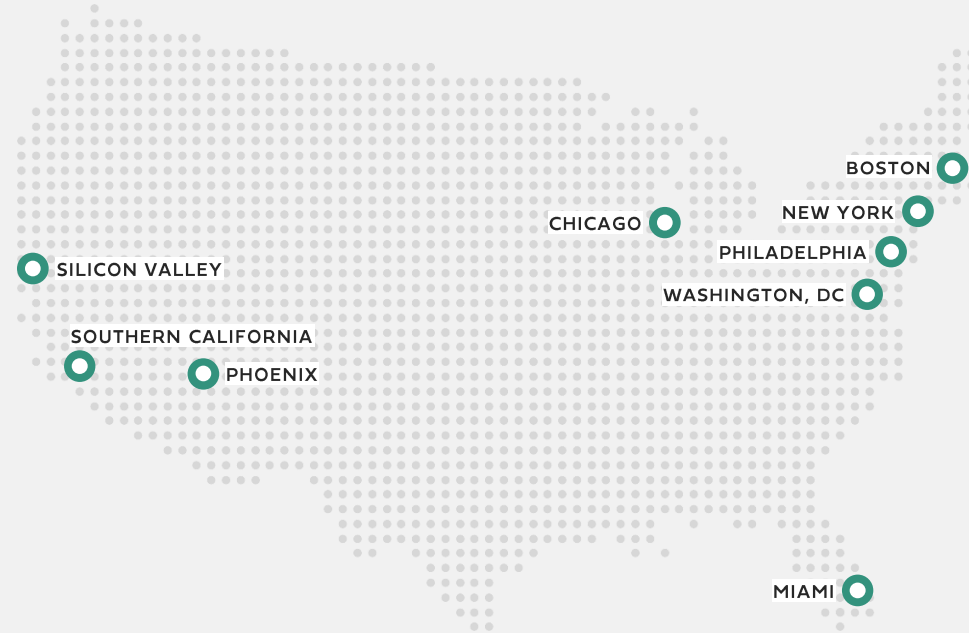 BOSTON
NEW YORK
CHICAGO
PHILADELPHIA
SILICON VALLEY
WASHINGTON, DC
SOUTHERN CALIFORNIA
PHOENIX
MIAMI